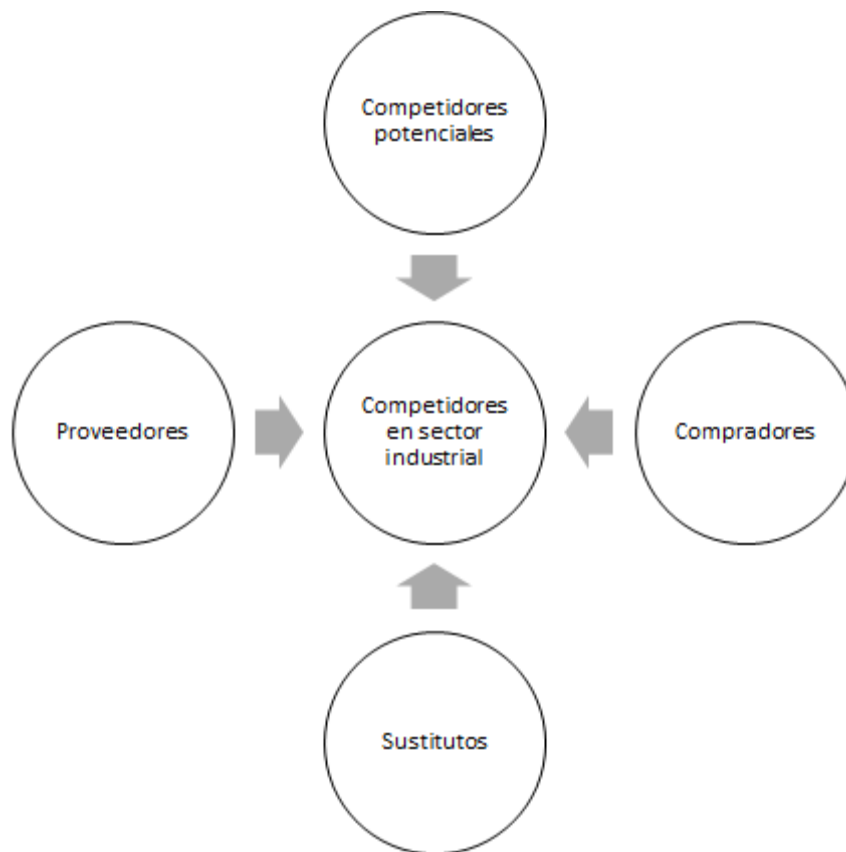 Competidores
potenciales
Proveedores
Competidores
en sector
industrial
Compradores
Sustitutos